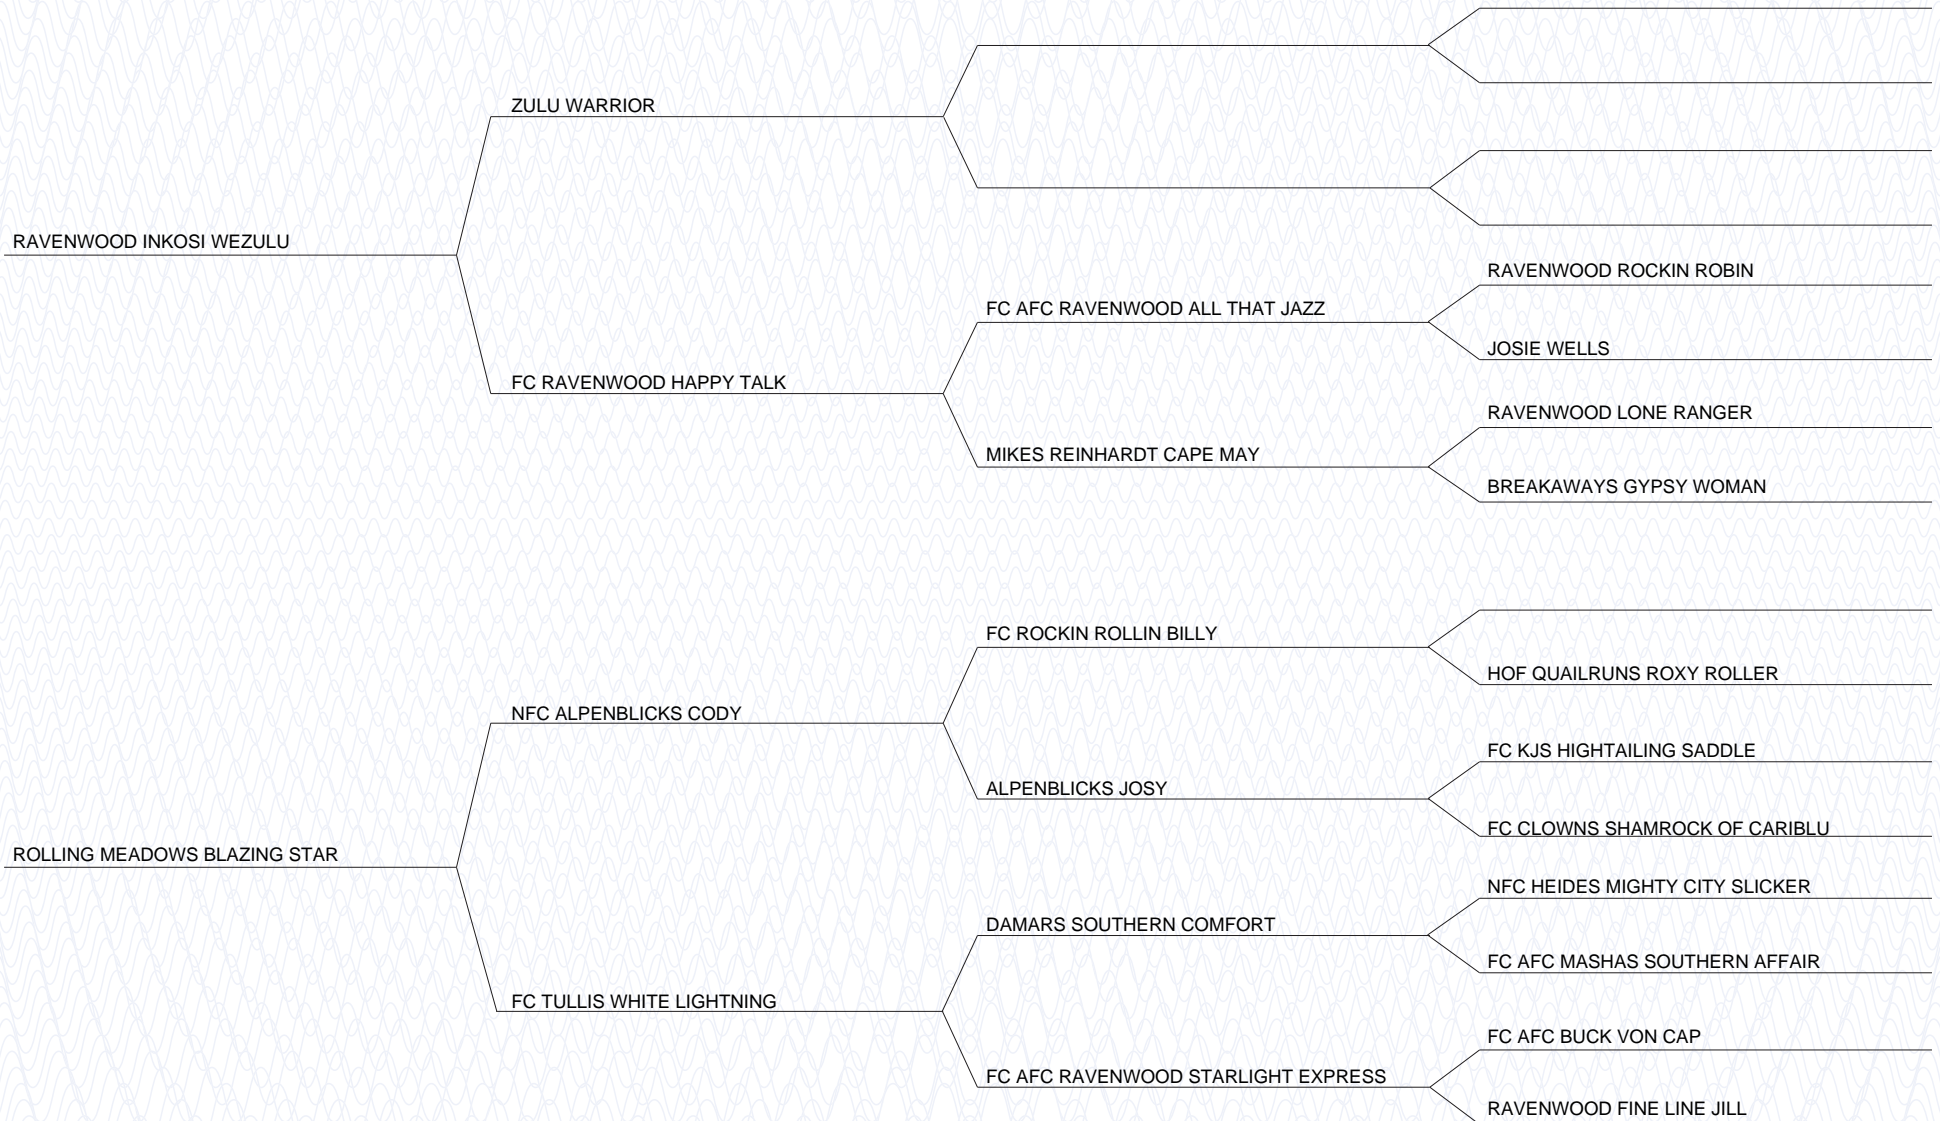 ZULU WARRIOR
RAVENWOOD INKOSI WEZULU
RAVENWOOD ROCKIN ROBIN
FC AFC RAVENWOOD ALL THAT JAZZ
JOSIE WELLS
FC RAVENWOOD HAPPY TALK
RAVENWOOD LONE RANGER
MIKES REINHARDT CAPE MAY
BREAKAWAYS GYPSY WOMAN
FC ROCKIN ROLLIN BILLY
HOF QUAILRUNS ROXY ROLLER
NFC ALPENBLICKS CODY
FC KJS HIGHTAILING SADDLE
ALPENBLICKS JOSY
FC CLOWNS SHAMROCK OF CARIBLU
ROLLING MEADOWS BLAZING STAR
NFC HEIDES MIGHTY CITY SLICKER
DAMARS SOUTHERN COMFORT
FC AFC MASHAS SOUTHERN AFFAIR
FC TULLIS WHITE LIGHTNING
FC AFC BUCK VON CAP
FC AFC RAVENWOOD STARLIGHT EXPRESS
RAVENWOOD FINE LINE JILL